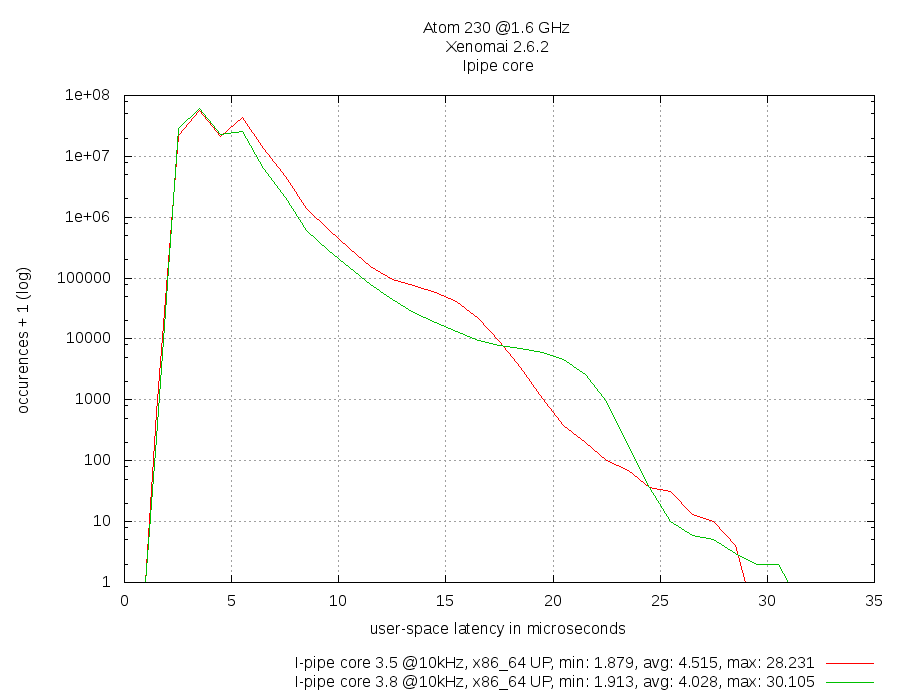 Atom 230 @1.6 GHz
Xenomai 2.6.2
Ipipe core
1e+08
1e+07
1e+06
100000
10000
1000
100
10
1
occurences + 1 (log)
0 5 10 15 20 25 30 35
user-space latency in microseconds
I-pipe core 3.5 @10kHz, x86_64 UP, min: 1.879, avg: 4.515, max: 28.231
I-pipe core 3.8 @10kHz, x86_64 UP, min: 1.913, avg: 4.028, max: 30.105